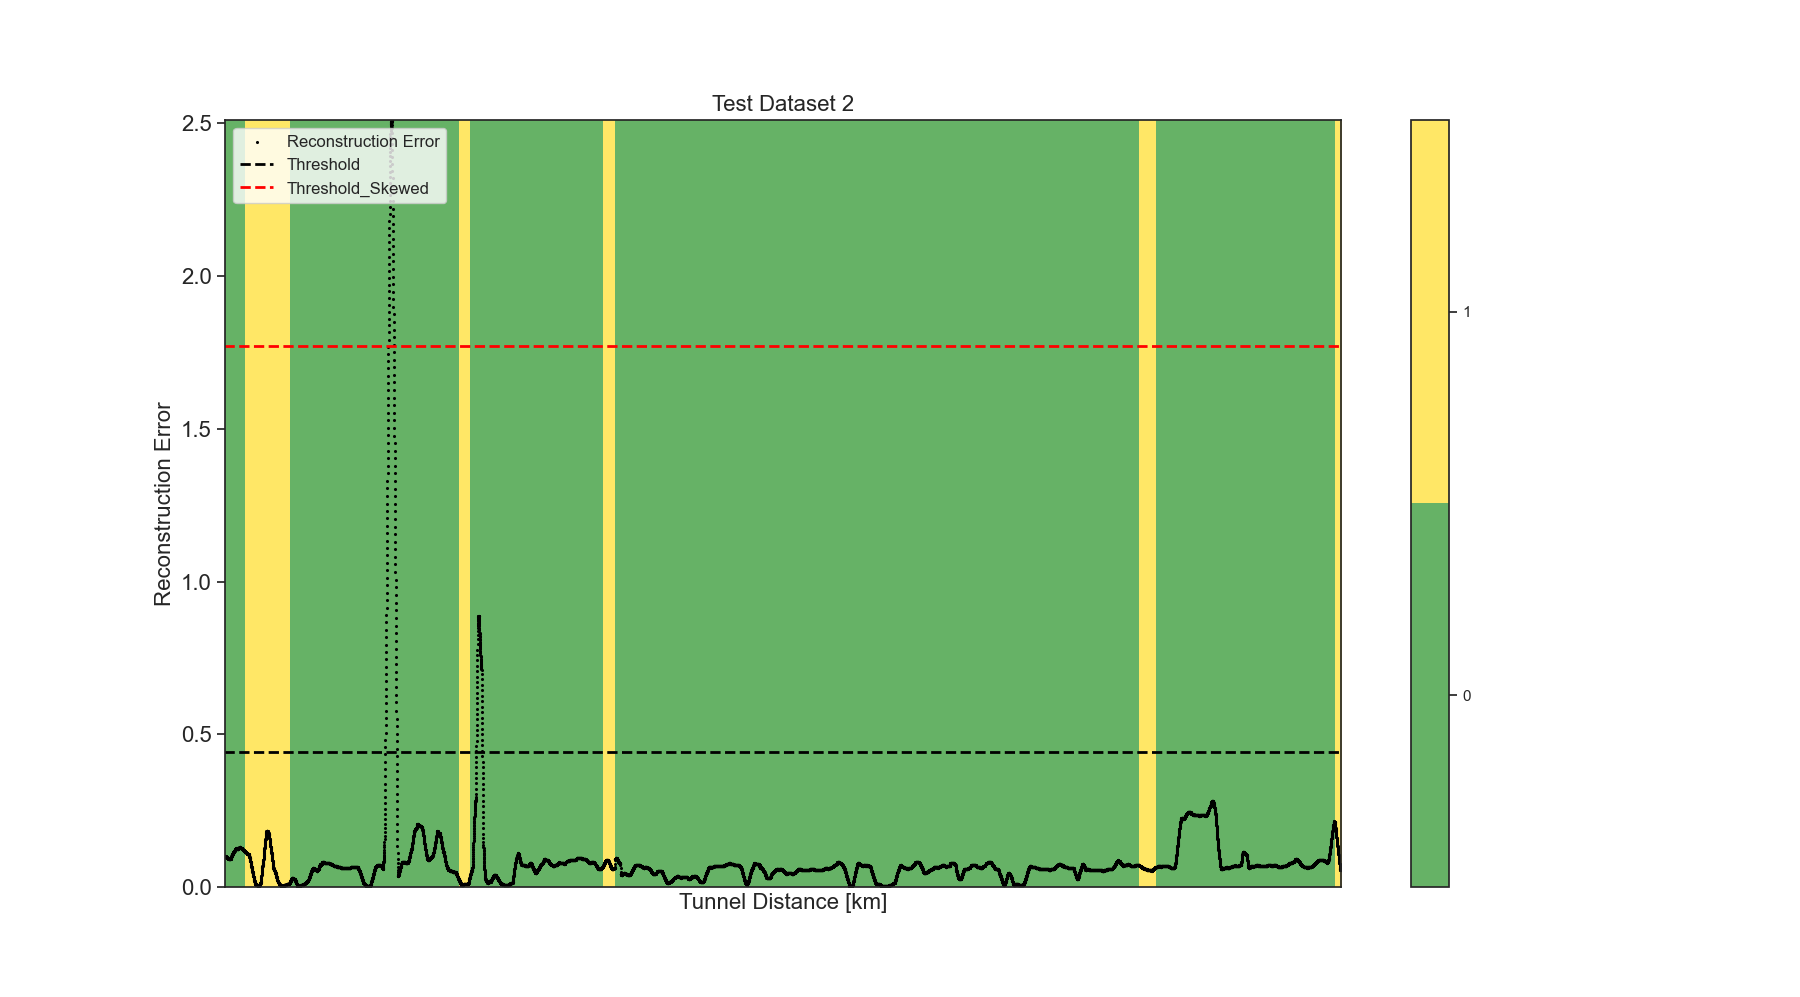 Test Dataset 2
2.5
2.0
1.5
1.0
0.5
0.0
Reconstruction Error
Reconstruction Error
Threshold
Threshold_Skewed
Tunnel Distance [km]
1
0